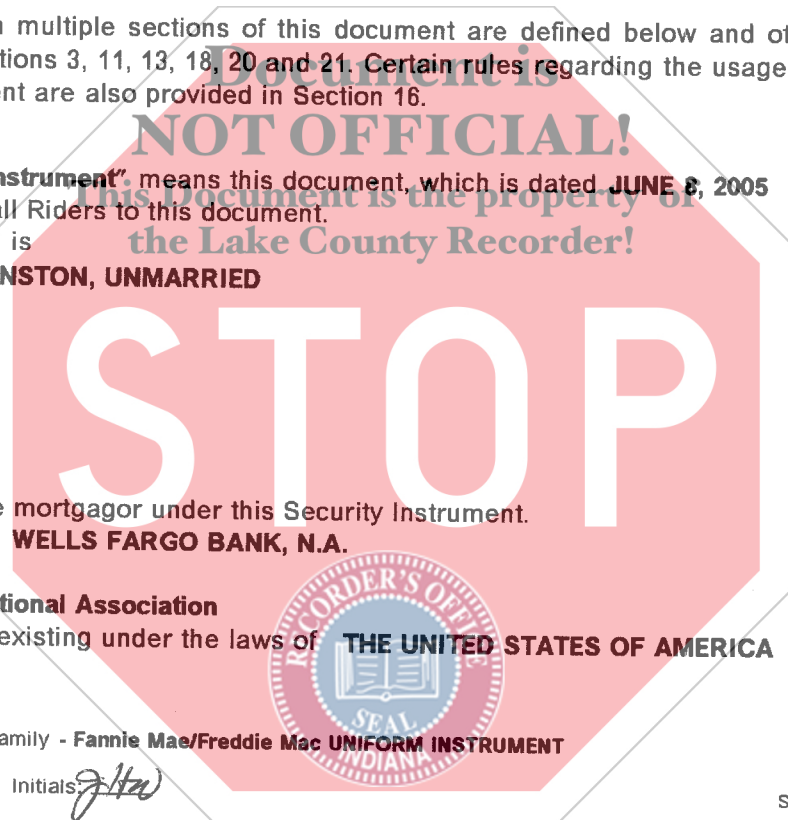 multiple sections of this document are defined below and of
tions 3, 11, 13, 18, 20 and 21. Certain rules regarding the usage
Document is
ent are also provided in Section 16.
NOT OFFICIAL!
nstrument" means this document, which is dated JUNE 8, 2005
This Document is the property of
all Riders to this document.
is
the Lake County Recorder!
NSTON, UNMARRIED
STOP
e mortgagor under this Security Instrument.
WELLS FARGO BANK, N.A.
tional Association
existing under the laws of THE UNITED STATES OF AMERICA
RECORDER'S OFFICE
SEAL
INDIANA
amily - Fannie Mae/Freddie Mac UNIFORM INSTRUMENT
Initials:
S